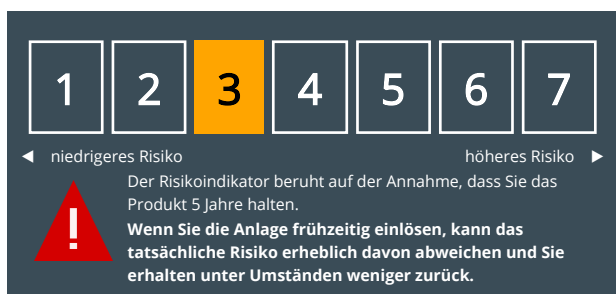 1 2 3 4 5 6 7
◄ niedrigeres Risiko höheres Risiko ►
Der Risikoindikator beruht auf der Annahme, dass Sie das
Produkt 5 Jahre halten.
Wenn Sie die Anlage frühzeitig einlösen, kann das
tatsächliche Risiko erheblich davon abweichen und Sie
erhalten unter Umständen weniger zurück.
!